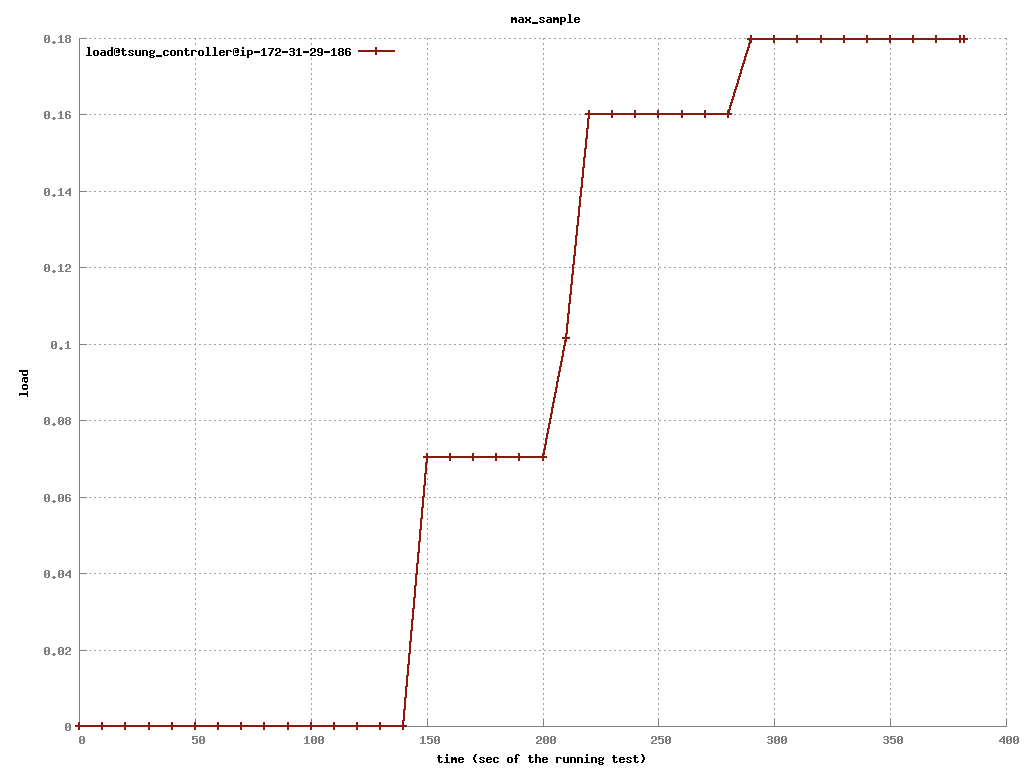 max_sample
load@tsung_controller@ip-172-31-29-186
0.18
0.16
0.14
0.12
0.1
0.08
0.06
0.04
0.02
0
load
0 50 100 150 200 250 300 350 400
time (sec of the running test)